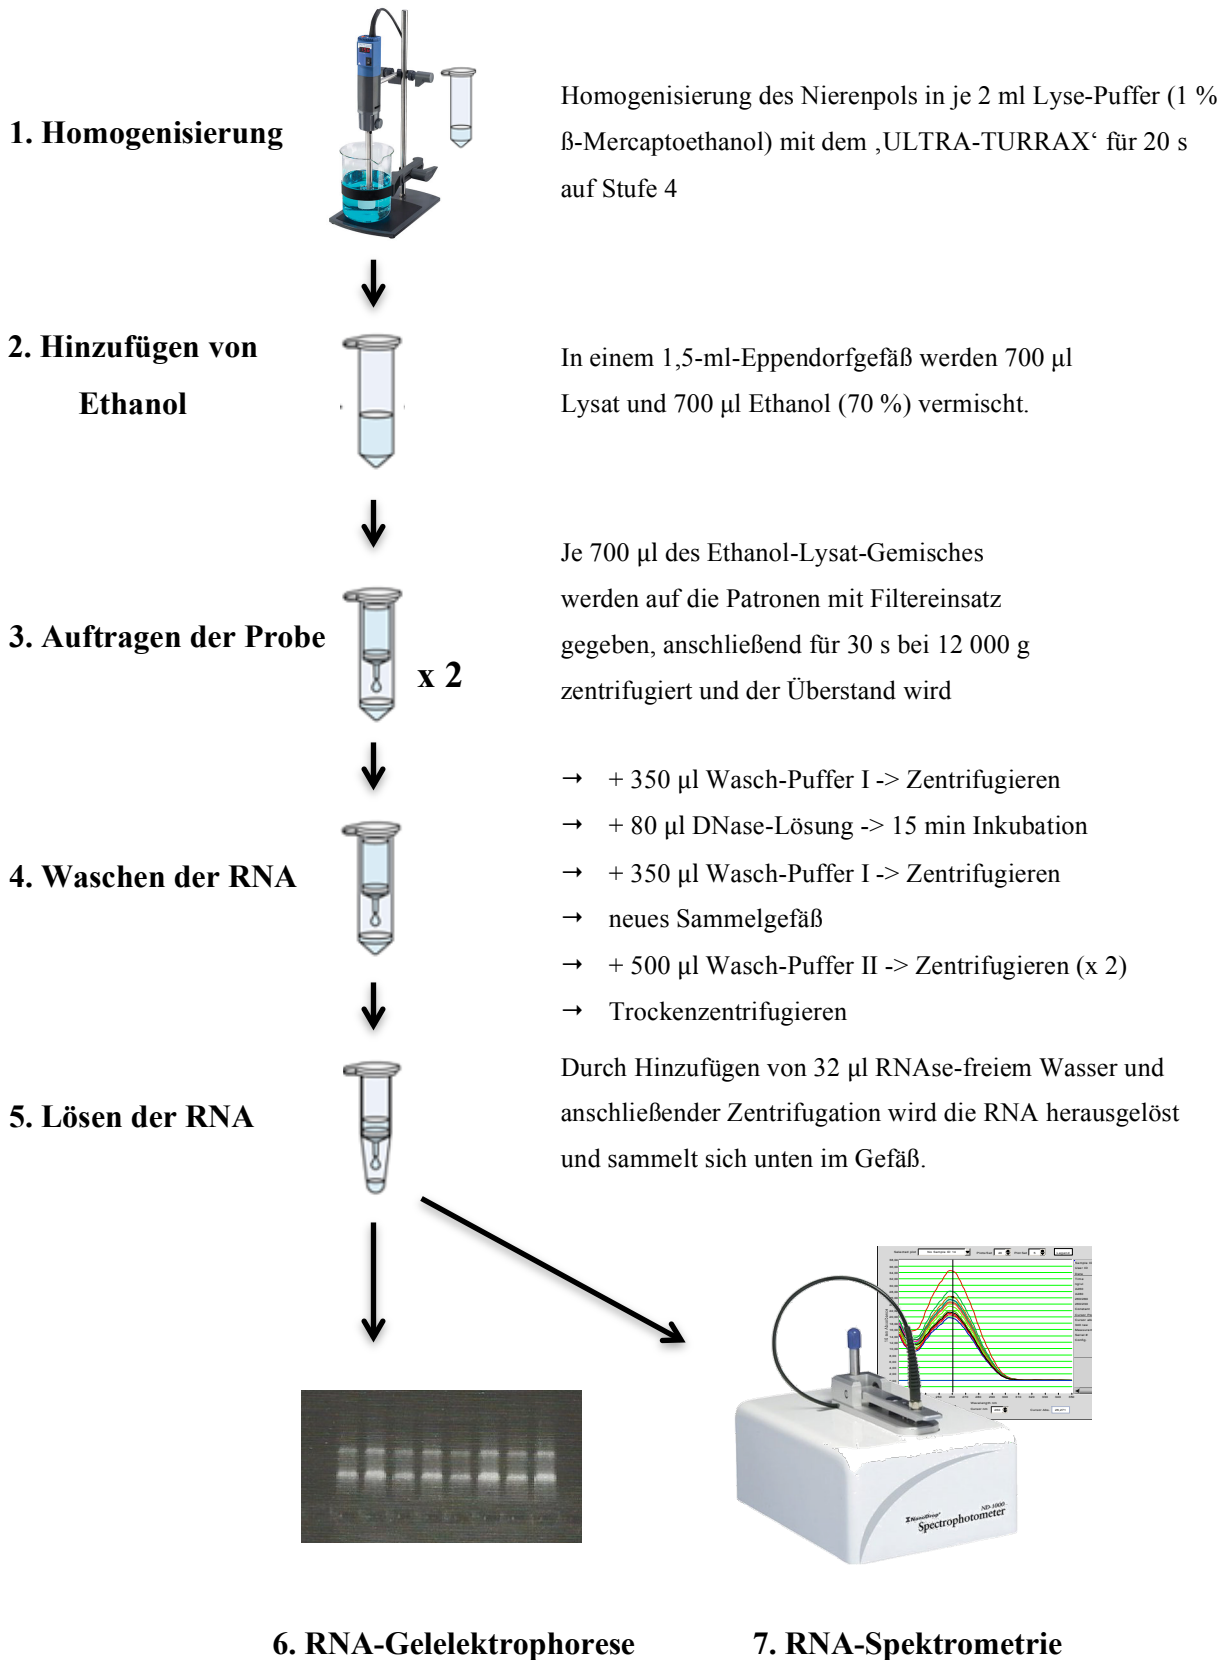 1. Homogenisierung
Homogenisierung des Nierenpols in je 2 ml Lyse-Puffer (1 %
ß-Mercaptoethanol) mit dem ‚ULTRA-TURRAX‘ für 20 s
auf Stufe 4
2. Hinzufügen von
Ethanol
In einem 1,5-ml-Eppendorfgefäß werden 700 µl
Lysat und 700 µl Ethanol (70 %) vermischt.
3. Auftragen der Probe
x 2
Je 700 µl des Ethanol-Lysat-Gemisches
werden auf die Patronen mit Filtereinsatz
gegeben, anschließend für 30 s bei 12 000 g
zentrifugiert und der Überstand wird
4. Waschen der RNA
→ + 350 µl Wasch-Puffer I -> Zentrifugieren
→ + 80 µl DNase-Lösung -> 15 min Inkubation
→ + 350 µl Wasch-Puffer I -> Zentrifugieren
→ neues Sammelgefäß
→ + 500 µl Wasch-Puffer II -> Zentrifugieren (x 2)
→ Trockenzentrifugieren
5. Lösen der RNA
Durch Hinzufügen von 32 µl RNAse-freiem Wasser und
anschließender Zentrifugation wird die RNA herausgelöst
und sammelt sich unten im Gefäß.
ND-1000
NanoDrop
Spectrophotometer
6. RNA-Gelelektrophorese
7. RNA-Spektrometrie